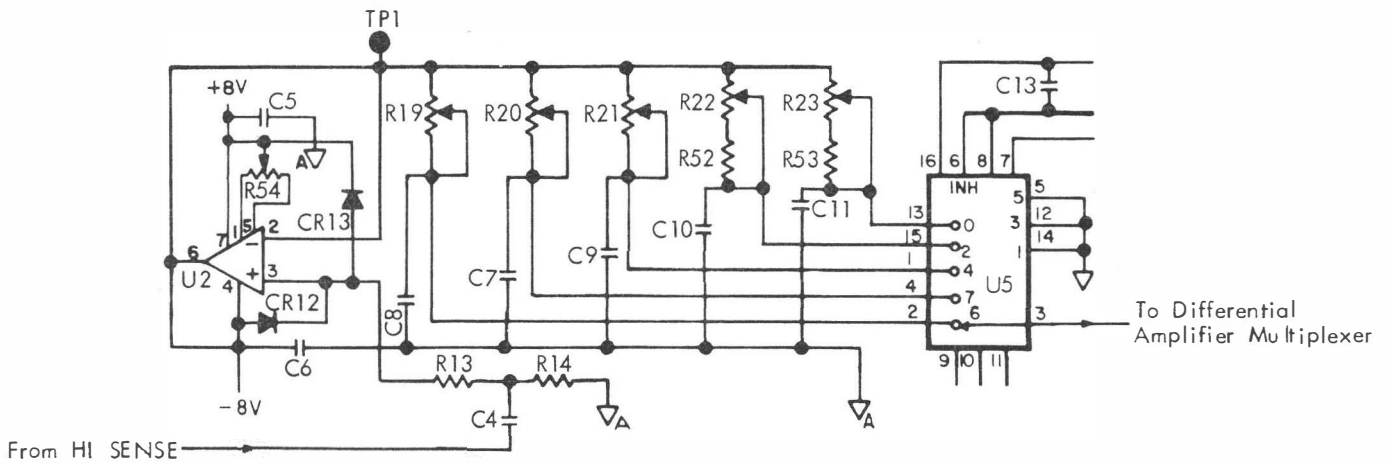 TP1
+8V
C5
A
R54
CR13
7 1 5 2
6
U2
3
4
CR12
-8V
C6
R19
R20
R21
R22
R23
R52
R53
C8
C7
C9
C10
C11
C13
16 6 8 7
INH
13 0
15 2
1 4
4 7
2 6
5 5
3 12
1 14
U5
3
9 10 11
To Differential
Amplifier Multiplexer
R13
R14
A
A
C4
From HI SENSE